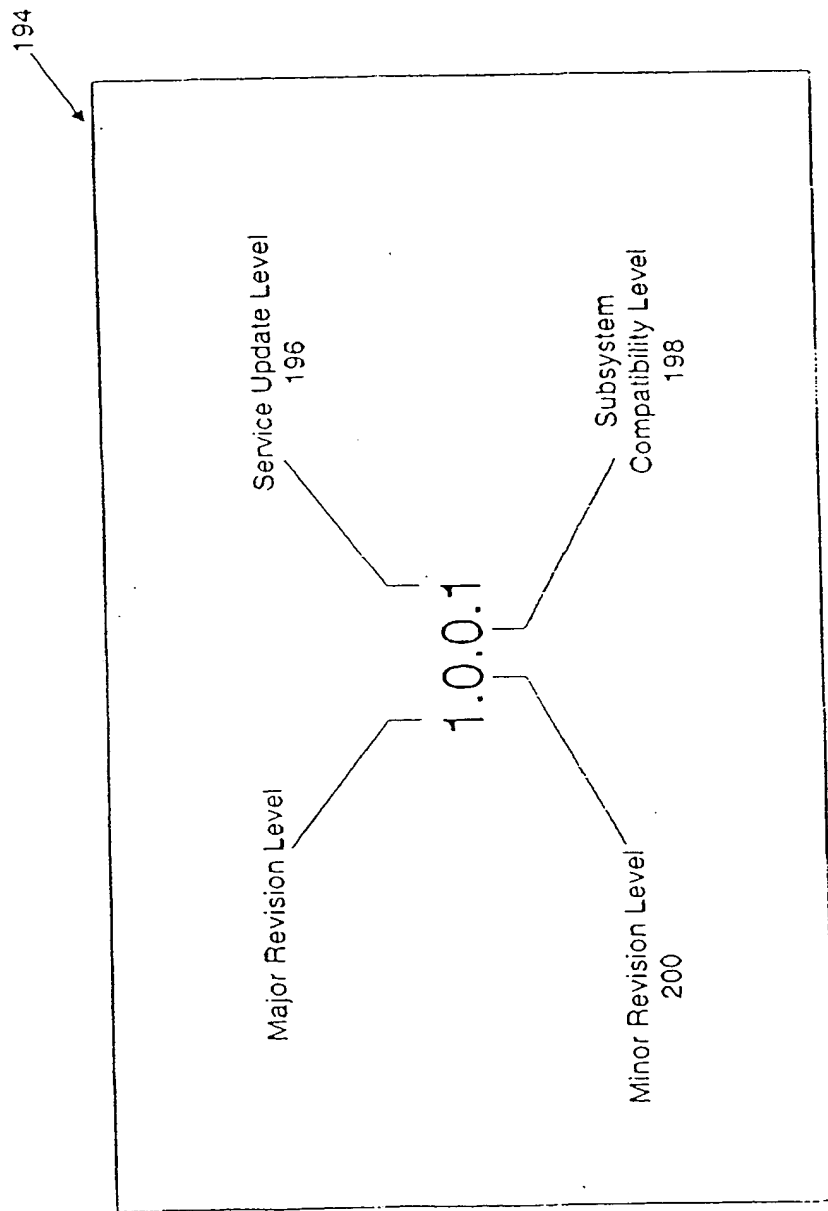 194
Major Revision Level
Service Update Level
196
1.0.0.1
Minor Revision Level
200
Subsystem
Compatibility Level
198